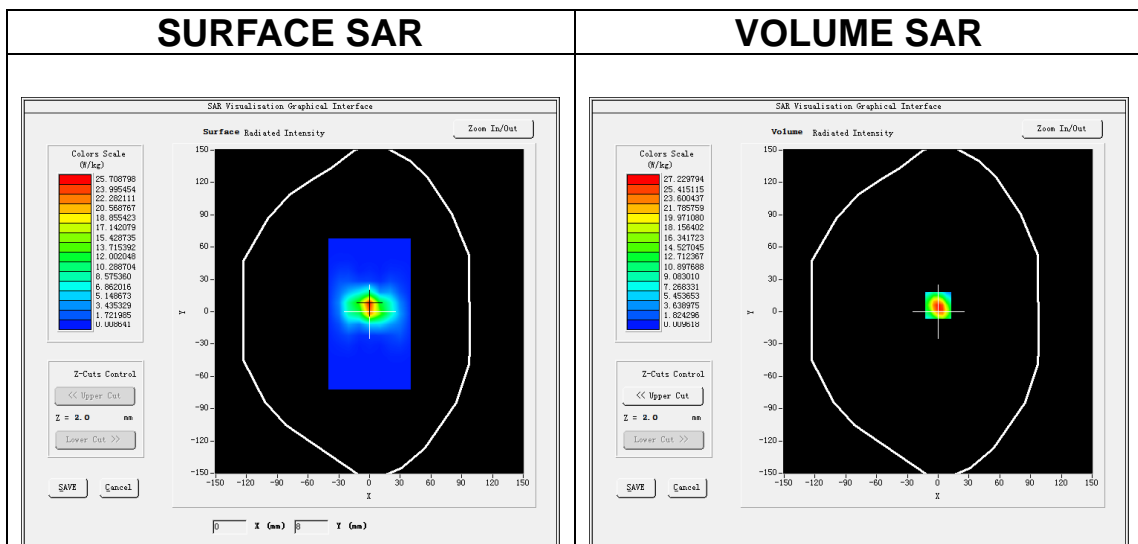 SURFACE SAR
VOLUME SAR
SAR Visualisation Graphical Interface
Surface Radiated Intensity
Zoom In/Out
Colors Scale
(W/kg)
25.708798
23.995454
22.282111
20.568767
18.855423
17.142079
15.428735
13.715392
12.002048
10.288704
8.575360
6.862016
5.148673
3.435329
1.721985
0.008641
Z-Cuts Control
<< Upper Cut
Z = 2.0 mm
Lower Cut >>
SAVE
Cancel
150
120
90
60
30
0
-30
-60
-90
-120
-150
Y
-150 -120 -90 -60 -30 0 30 60 90 120 150
X
0 X (mm) 8 Y (mm)
SAR Visualisation Graphical Interface
Volume Radiated Intensity
Zoom In/Out
Colors Scale
(W/kg)
27.229794
25.415115
23.600437
21.785759
19.971080
18.156402
16.341723
14.527045
12.712367
10.897688
9.083010
7.268331
5.453653
3.638975
1.824296
0.009618
Z-Cuts Control
<< Upper Cut
Z = 2.0 mm
Lower Cut >>
SAVE
Cancel
150
120
90
60
30
0
-30
-60
-90
-120
-150
Y
-150 -120 -90 -60 -30 0 30 60 90 120 150
X